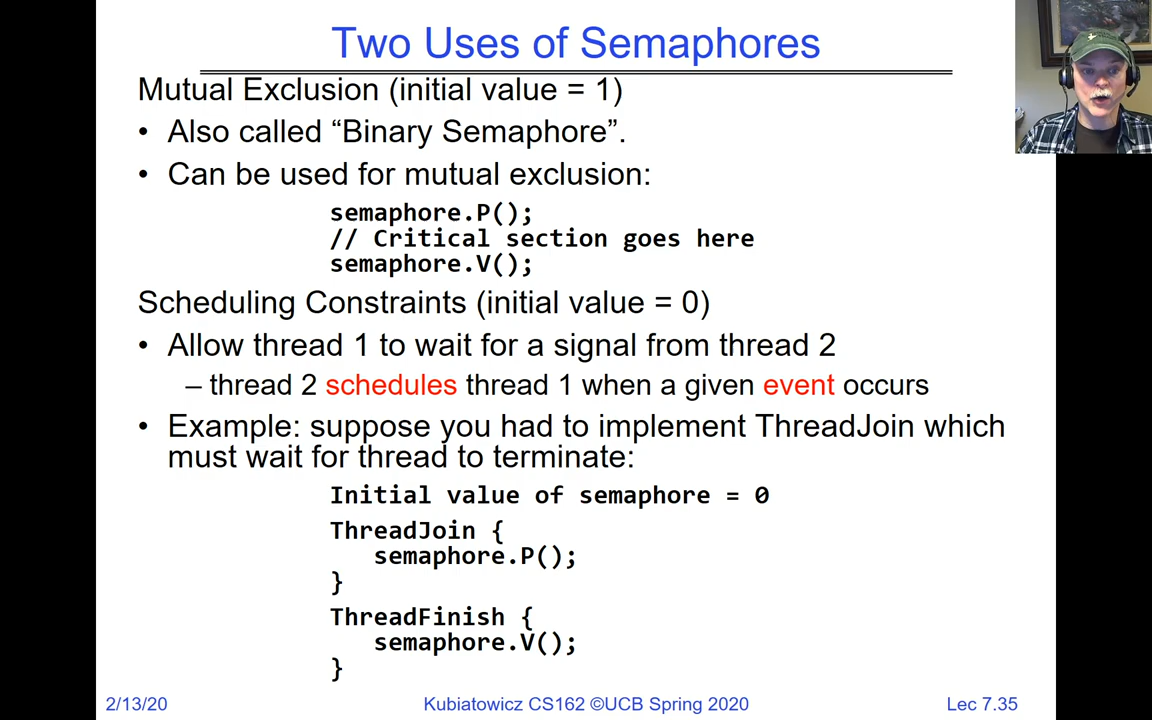 Two Uses of Semaphores
Mutual Exclusion (initial value = 1)
• Also called “Binary Semaphore”.
• Can be used for mutual exclusion:
semaphore.P();
// Critical section goes here
semaphore.V();
Scheduling Constraints (initial value = 0)
• Allow thread 1 to wait for a signal from thread 2
– thread 2 schedules thread 1 when a given event occurs
• Example: suppose you had to implement ThreadJoin which
must wait for thread to terminate:
Initial value of semaphore = 0
ThreadJoin {
semaphore.P();
}
ThreadFinish {
semaphore.V();
}
2/13/20
Kubiatowicz CS162 ©UCB Spring 2020
Lec 7.35